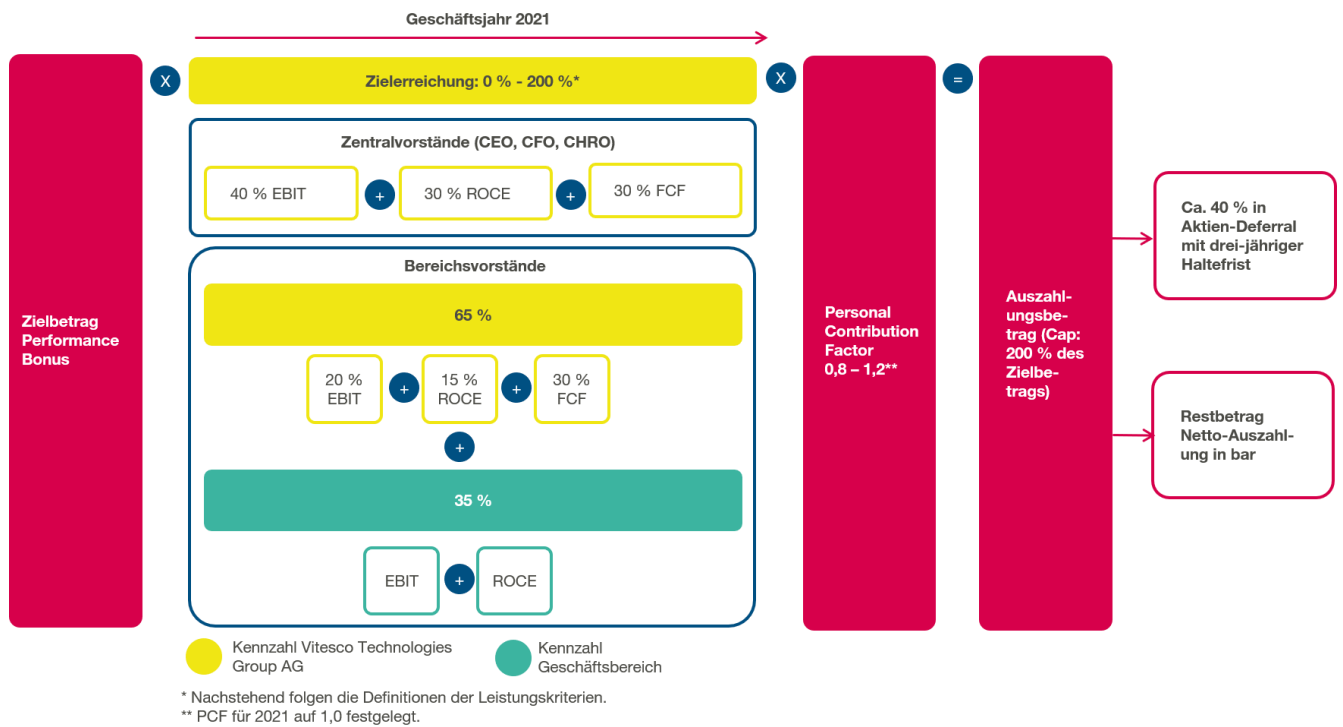 Geschäftsjahr 2021
Zielbetrag
Performance
Bonus
X
Zielerreichung: 0 % - 200 %*
Zentralvorstände (CEO, CFO, CHRO)
40 % EBIT
+
30 % ROCE
+
30 % FCF
Bereichsvorstände
65 %
20 %
EBIT
+
15 %
ROCE
+
30 %
FCF
+
35 %
EBIT
+
ROCE
X
Personal
Contribution
Factor
0,8 – 1,2**
=
Auszahl-
ungsbe-
trag (Cap:
200 % des
Zielbe-
trags)
Ca. 40 % in
Aktien-Deferral
mit drei-jähriger
Haltefrist
Restbetrag
Netto-Auszahl-
ung in bar
Kennzahl Vitesco Technologies
Group AG
Kennzahl
Geschäftsbereich
* Nachstehend folgen die Definitionen der Leistungskriterien.
** PCF für 2021 auf 1,0 festgelegt.